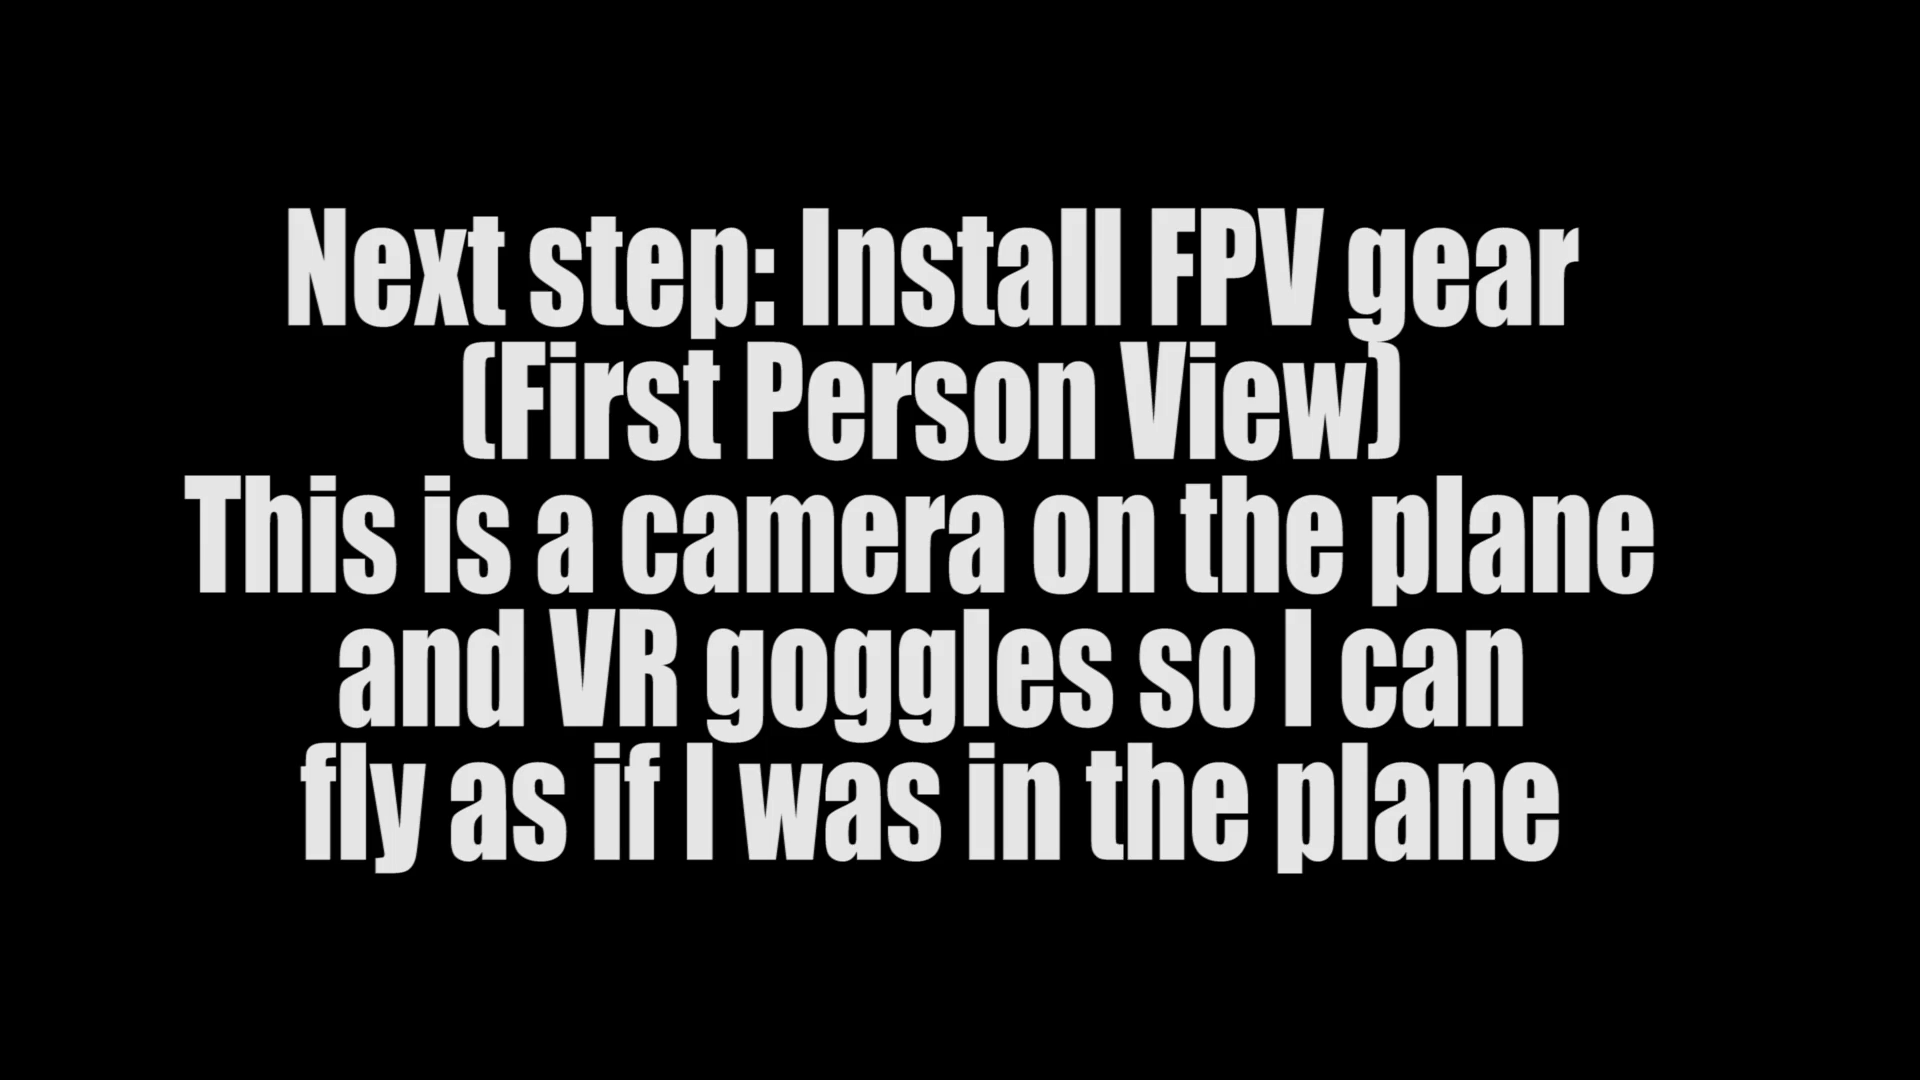 Next step: Install FPV gear
(First Person View)
This is a camera on the plane
and VR goggles so I can
fly as if I was in the plane